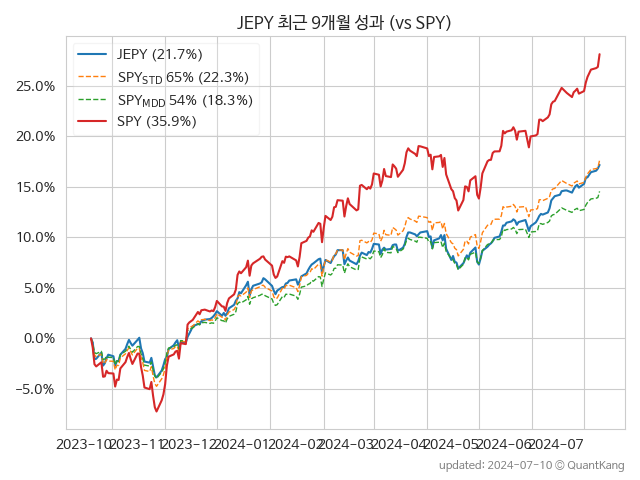 JEPY 최근 9개월 성과 (vs SPY)
JEPY (21.7%)
SPY_STD 65% (22.3%)
SPY_MDD 54% (18.3%)
SPY (35.9%)
25.0%
20.0%
15.0%
10.0%
5.0%
0.0%
−5.0%
2023-10 2023-11 2023-12 2024-01 2024-02 2024-03 2024-04 2024-05 2024-06 2024-07
updated: 2024-07-10 © QuantKang